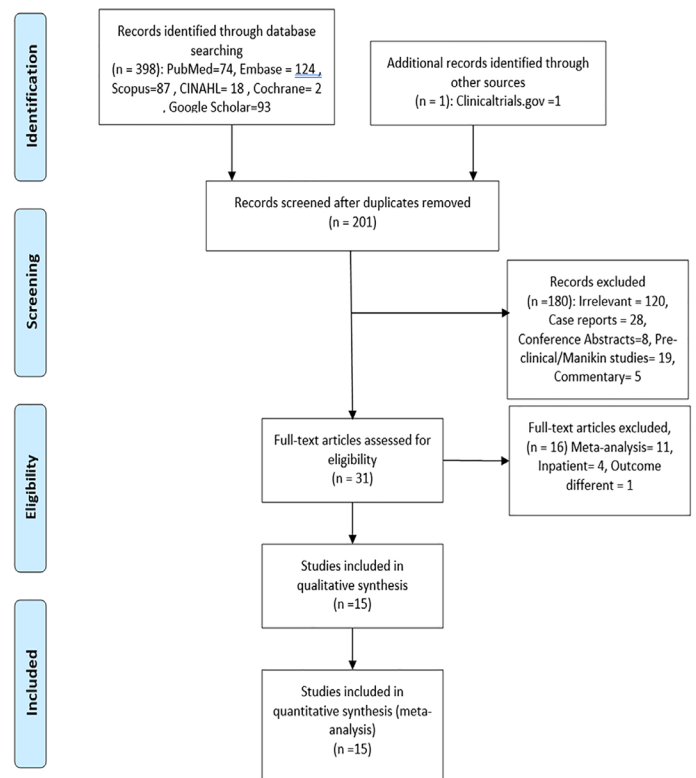 Identification
Records identified through database
searching
(n = 398): PubMed=74, Embase = 124 ,
Scopus=87 , CINAHL= 18 , Cochrane= 2
, Google Scholar=93
Additional records identified through
other sources
(n = 1): Clinicaltrials.gov =1
Records screened after duplicates removed
(n = 201)
Screening
Records excluded
(n =180): Irrelevant = 120,
Case reports = 28,
Conference Abstracts=8, Pre-
clinical/Manikin studies= 19,
Commentary= 5
Eligibility
Full-text articles assessed for
eligibility
(n = 31)
Full-text articles excluded,
(n = 16) Meta-analysis= 11,
Inpatient= 4, Outcome
different = 1
Studies included in
qualitative synthesis
(n =15)
Included
Studies included in
quantitative synthesis (meta-
analysis)
(n =15)